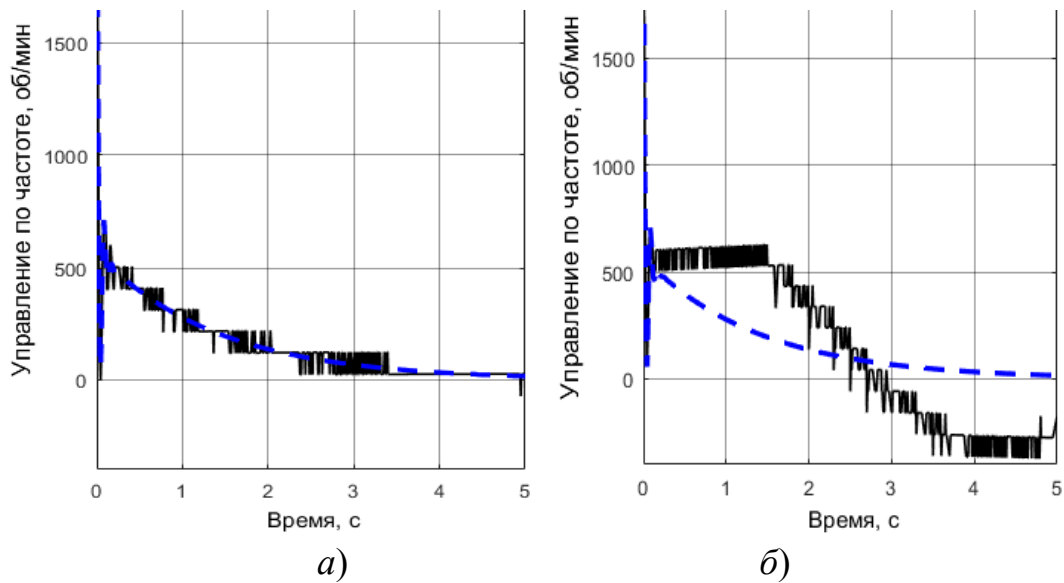 Управление по частоте, об/мин
1500
1000
500
0
0 1 2 3 4 5
Время, с
а)
Управление по частоте, об/мин
1500
1000
500
0
0 1 2 3 4 5
Время, с
б)